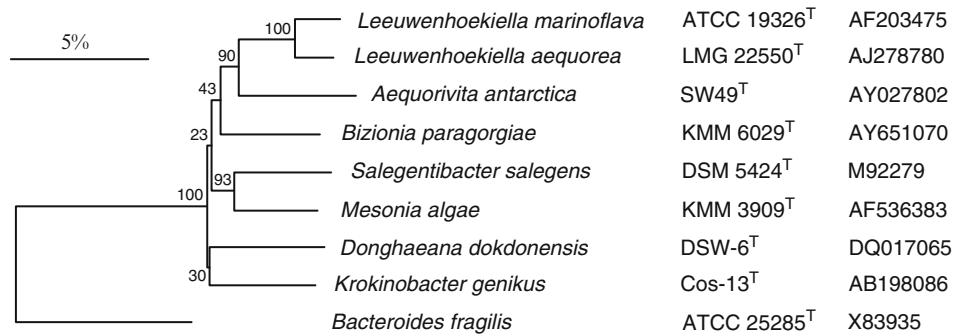 5%
100 Leeuwenhoekiella marinoflava ATCC 19326T AF203475
Leeuwenhoekiella aequorea LMG 22550T AJ278780
90
Aequorivita antarctica SW49T AY027802
43
Bizionia paragorgiae KMM 6029T AY651070
23
Salegentibacter salegens DSM 5424T M92279
93
Mesonia algae KMM 3909T AF536383
100
Donghaeana dokdonensis DSW-6T DQ017065
30
Krokinobacter genikus Cos-13T AB198086
Bacteroides fragilis ATCC 25285T X83935